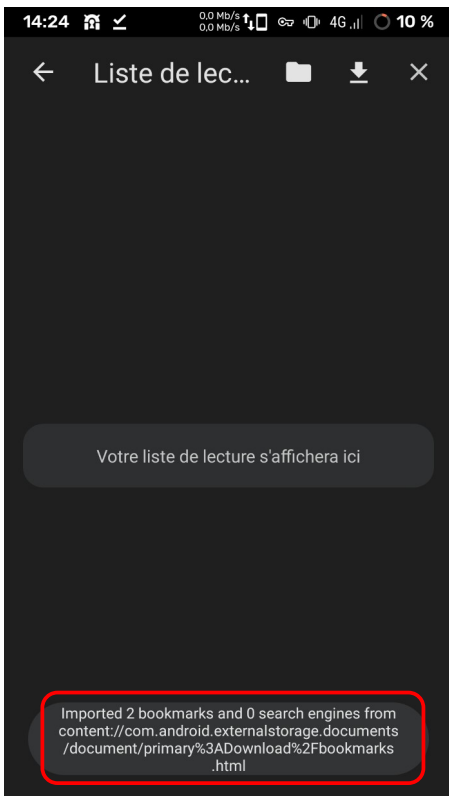 14:24 0,0 Mb/s 4G 10 %
0,0 Mb/s
Liste de lec...
Votre liste de lecture s'affichera ici
Imported 2 bookmarks and 0 search engines from
content://com.android.externalstorage.documents
/document/primary%3ADownload%2Fbookmarks
.html